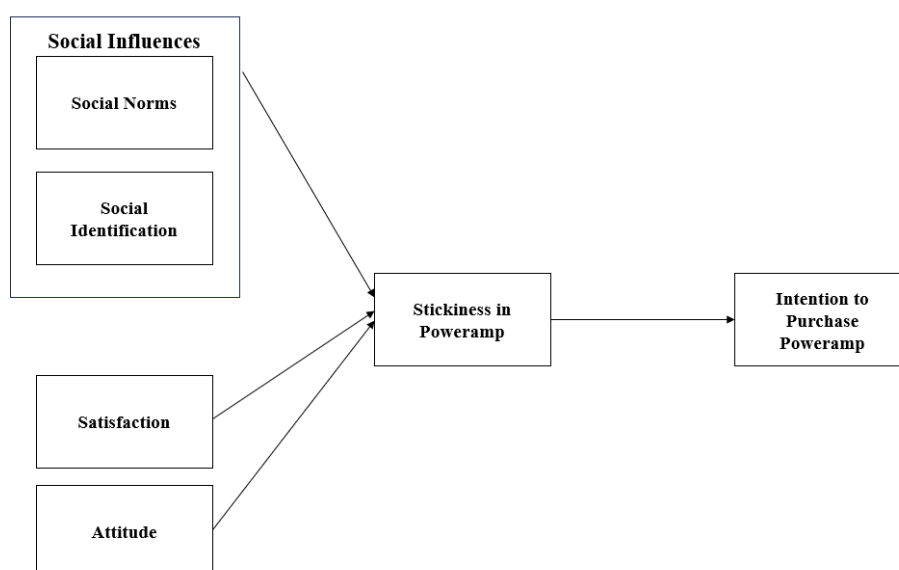 Social Influences
Social Norms
Social
Identification
Stickiness in
Poweramp
Intention to
Purchase
Poweramp
Satisfaction
Attitude